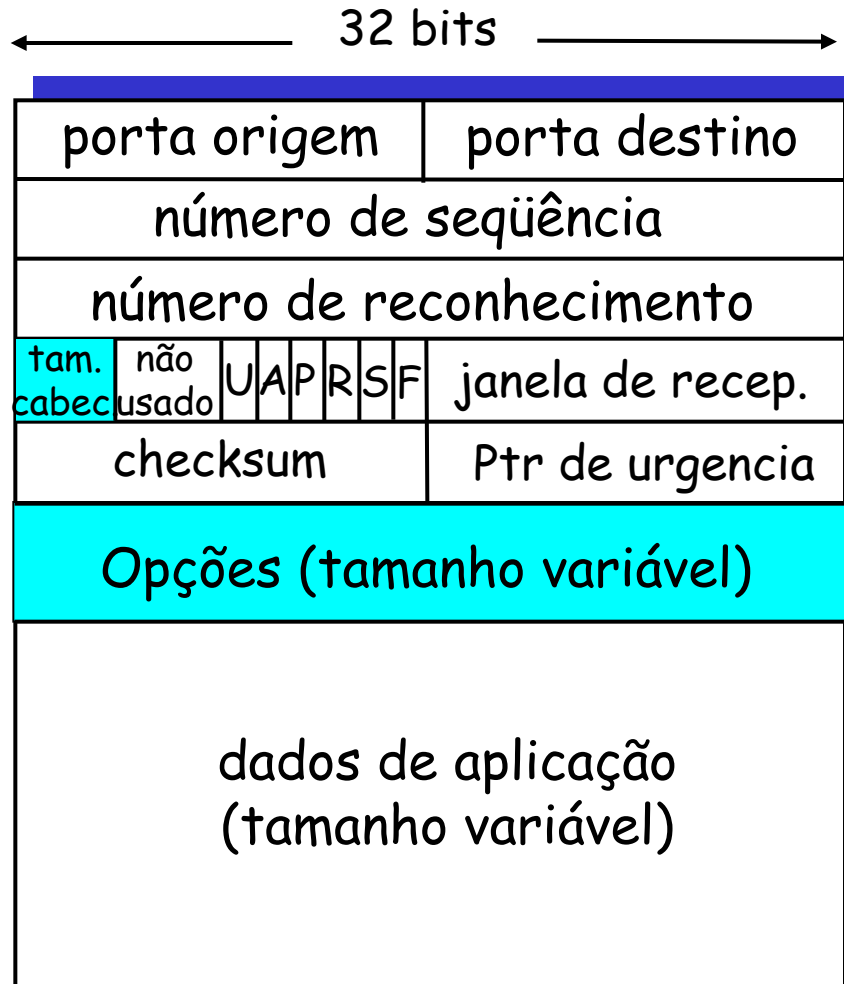 32 bits
porta origem
porta destino
número de seqüência
número de reconhecimento
tam.
cabec
não
usado
U
A
P
R
S
F
janela de recep.
checksum
Ptr de urgencia
Opções (tamanho variável)
dados de aplicação
(tamanho variável)